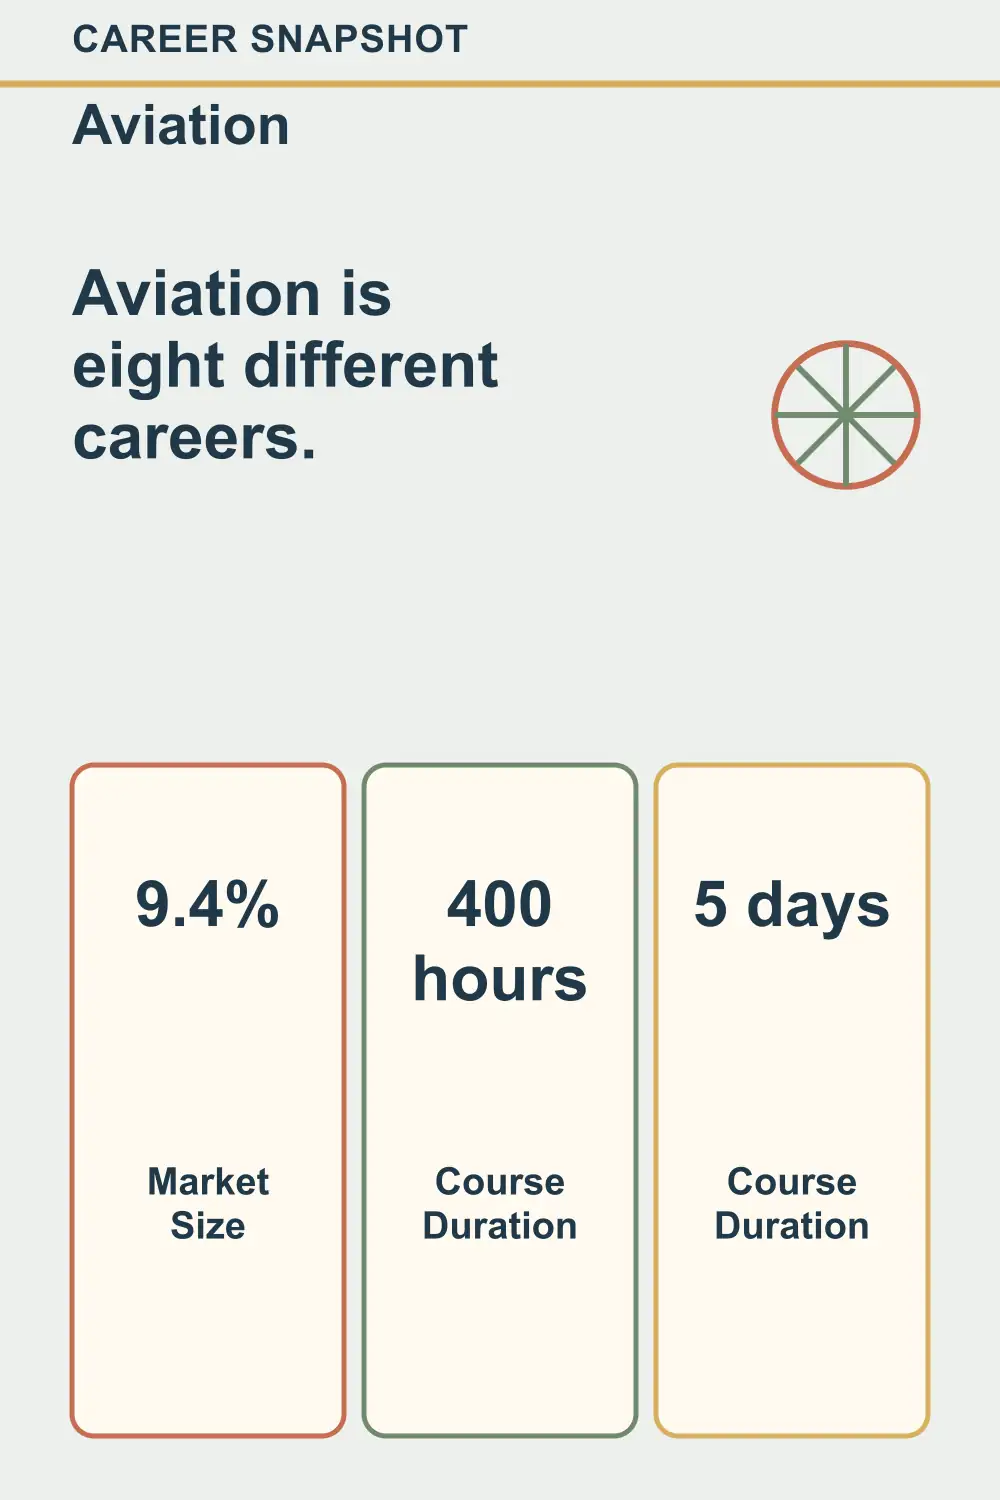 CAREER SNAPSHOT
Aviation
Aviation is
eight different
careers.
9.4%
Market
Size
400
hours
Course
Duration
5 days
Course
Duration